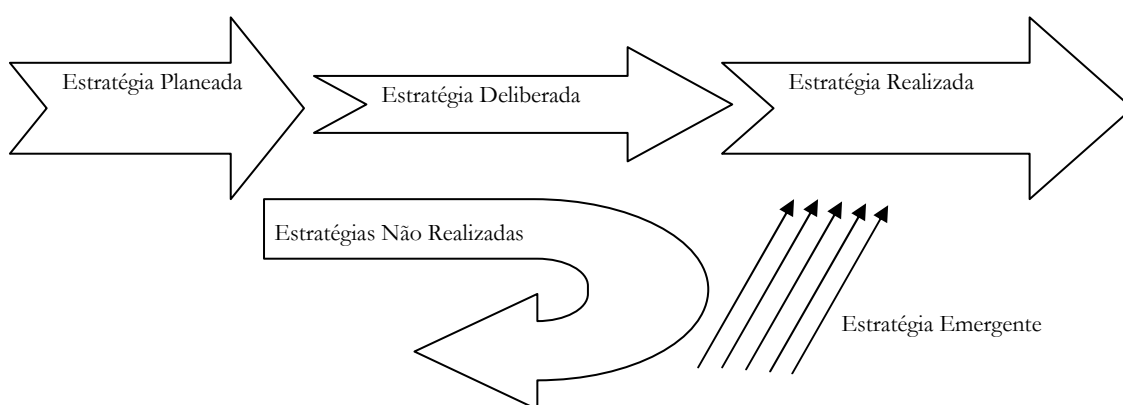 Estratégia Planeada
Estratégia Deliberada
Estratégia Realizada
Estratégias Não Realizadas
Estratégia Emergente